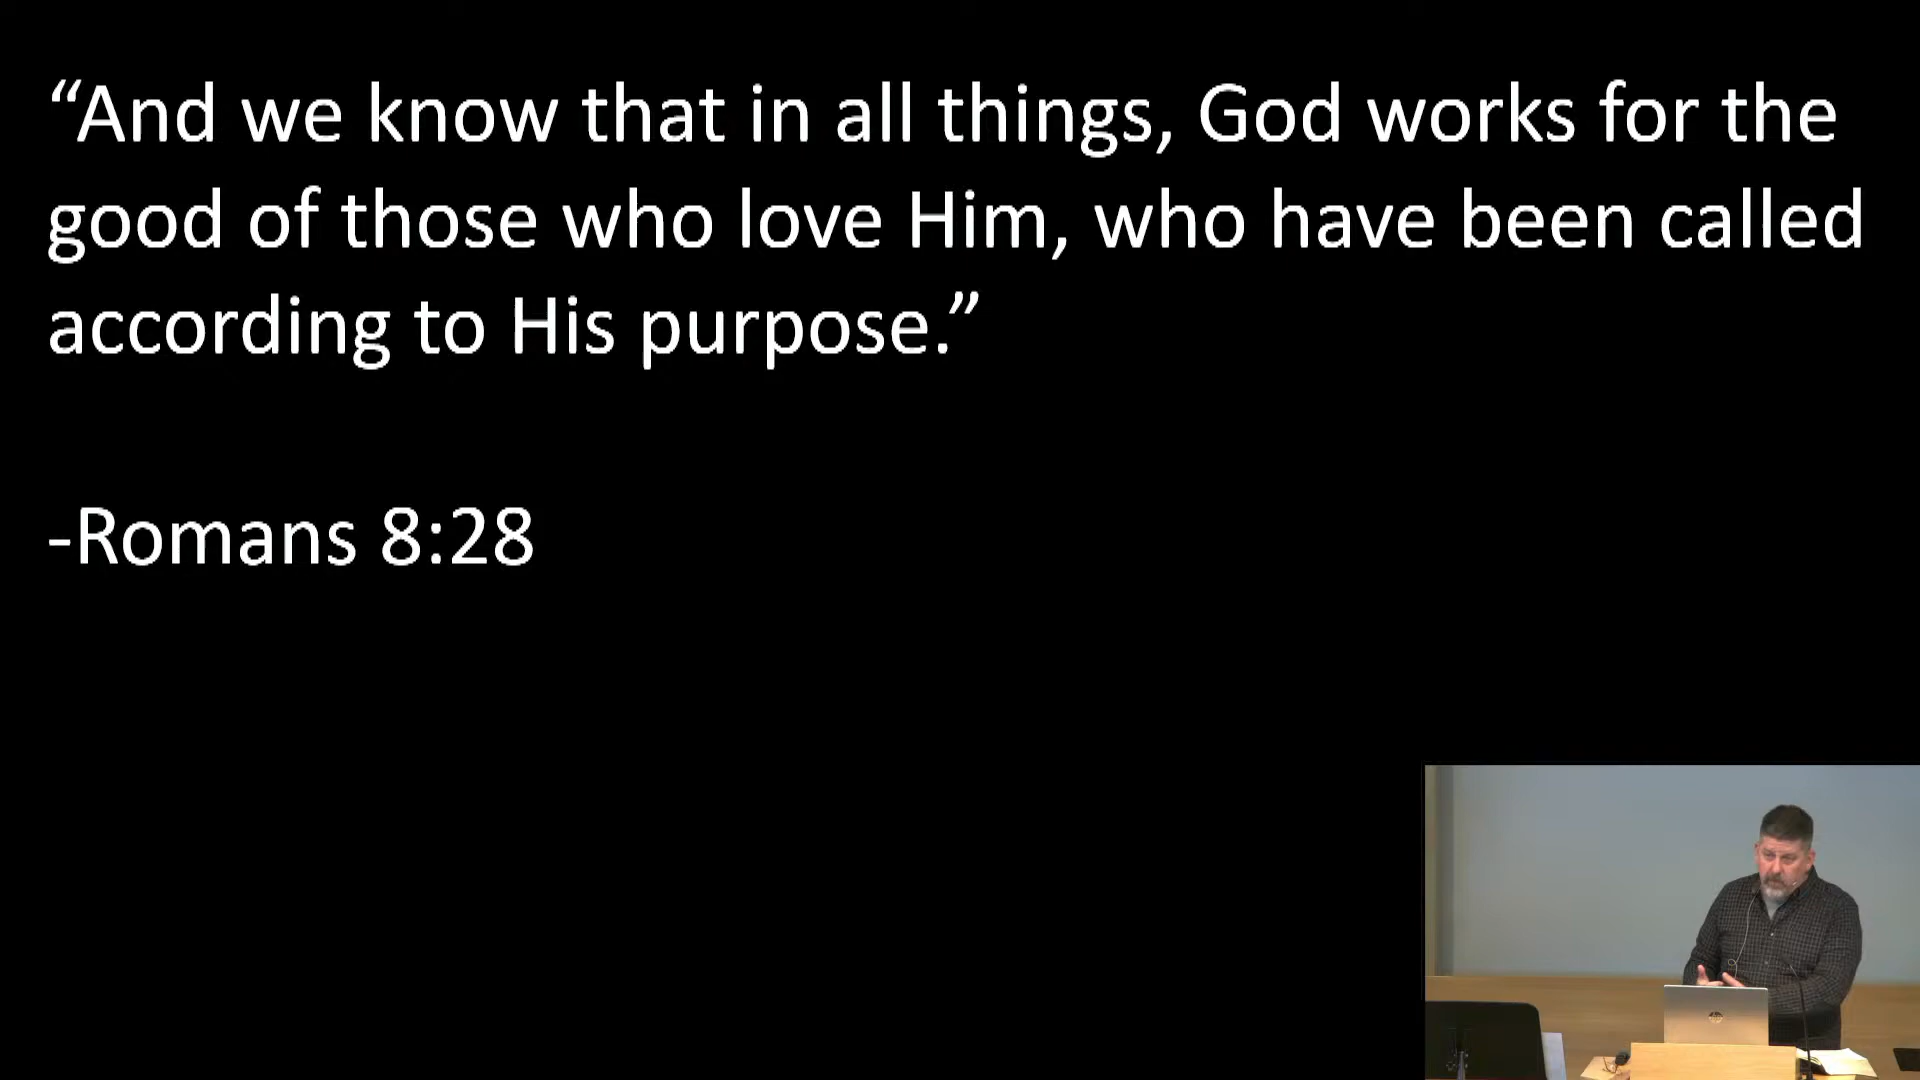 “And we know that in all things, God works for the
good of those who love Him, who have been called
according to His purpose.”
-Romans 8:28